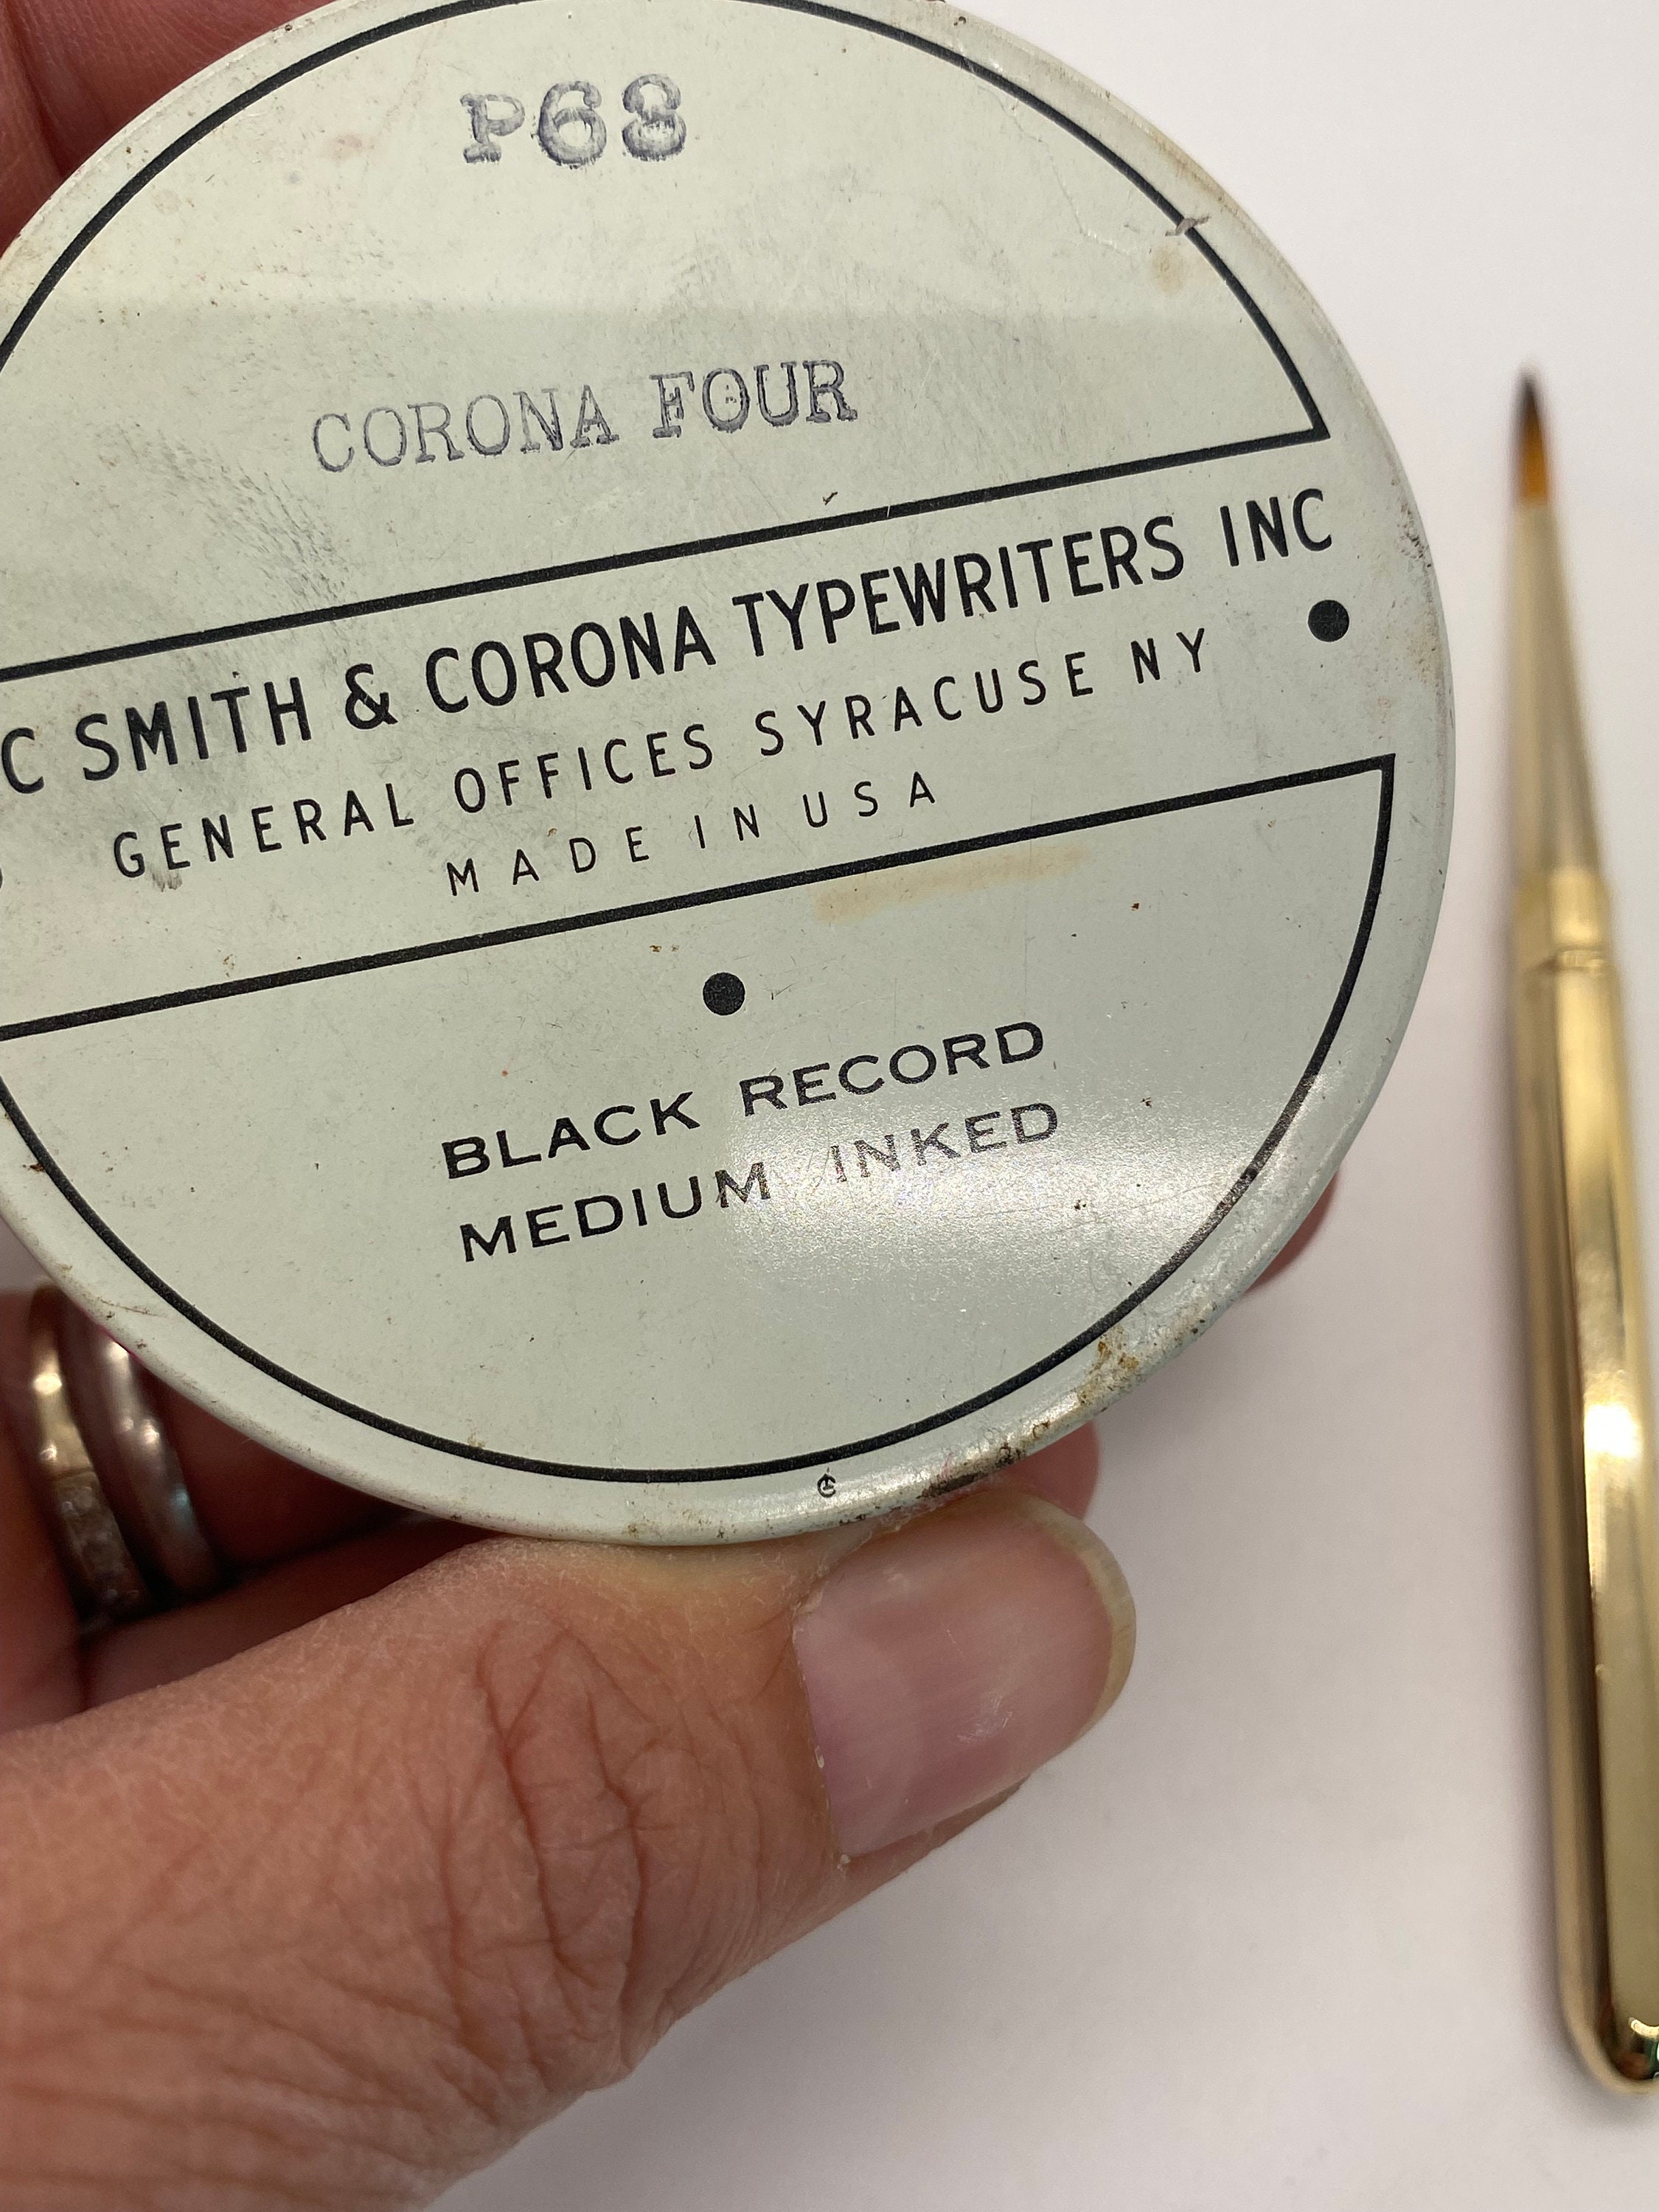 P68
CORONA FOUR
C SMITH & CORONA TYPEWRITERS INC
GENERAL OFFICES SYRACUSE NY
MADE IN USA
BLACK RECORD
MEDIUM INKED